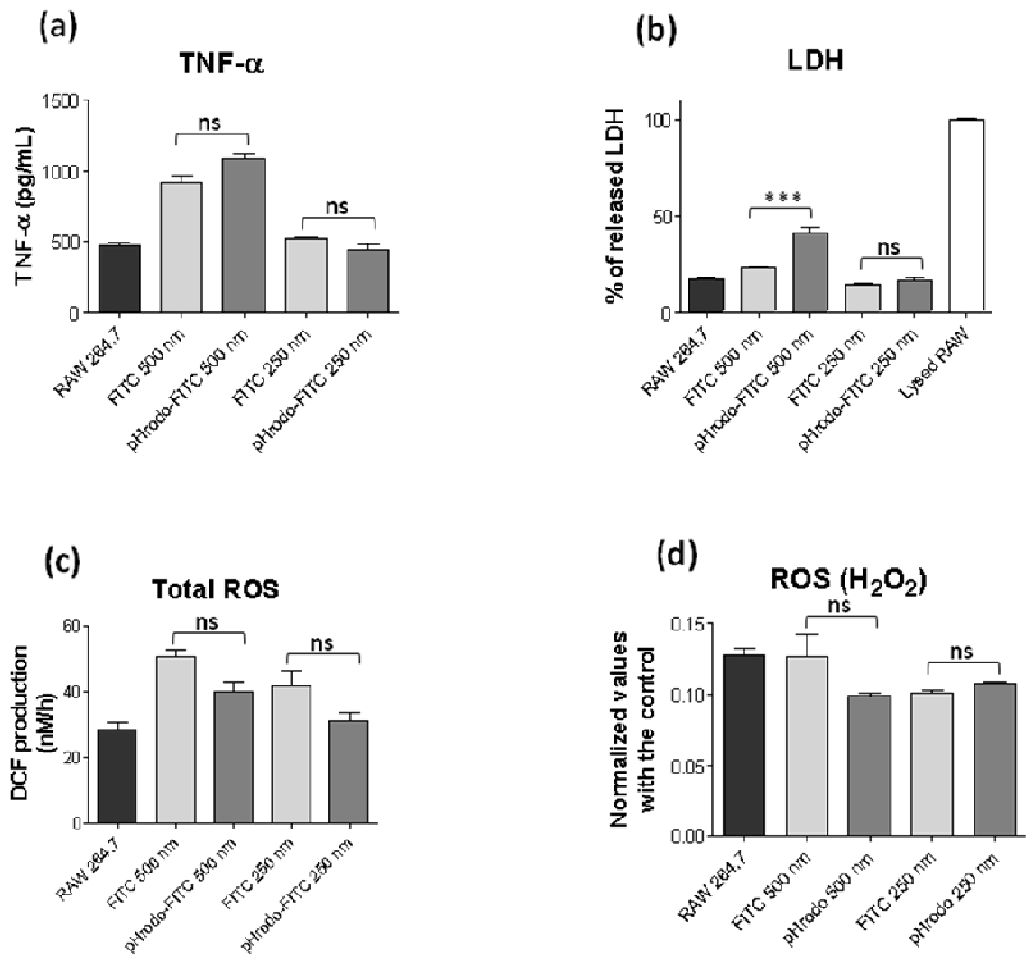 (a)
TNF-α
TNF-α (pg/mL)
1500
1000
500
0
ns
ns
RAW 264.7
FITC 500 nm
pHrodo-FITC 500 nm
FITC 250 nm
pHrodo-FITC 250 nm
(b)
LDH
% of released LDH
100
50
0
***
ns
RAW 264.7
FITC 500 nm
pHrodo-FITC 500 nm
FITC 250 nm
pHrodo-FITC 250 nm
Lysed RAW
(c)
Total ROS
DCF production
(nM/h)
60
40
20
0
ns
ns
RAW 264.7
FITC 500 nm
pHrodo-FITC 500 nm
FITC 250 nm
pHrodo-FITC 250 nm
(d)
ROS (H₂O₂)
Normalized values
with the control
0.15
0.10
0.05
0.00
ns
ns
RAW 264.7
FITC 500 nm
pHrodo 500 nm
FITC 250 nm
pHrodo 250 nm